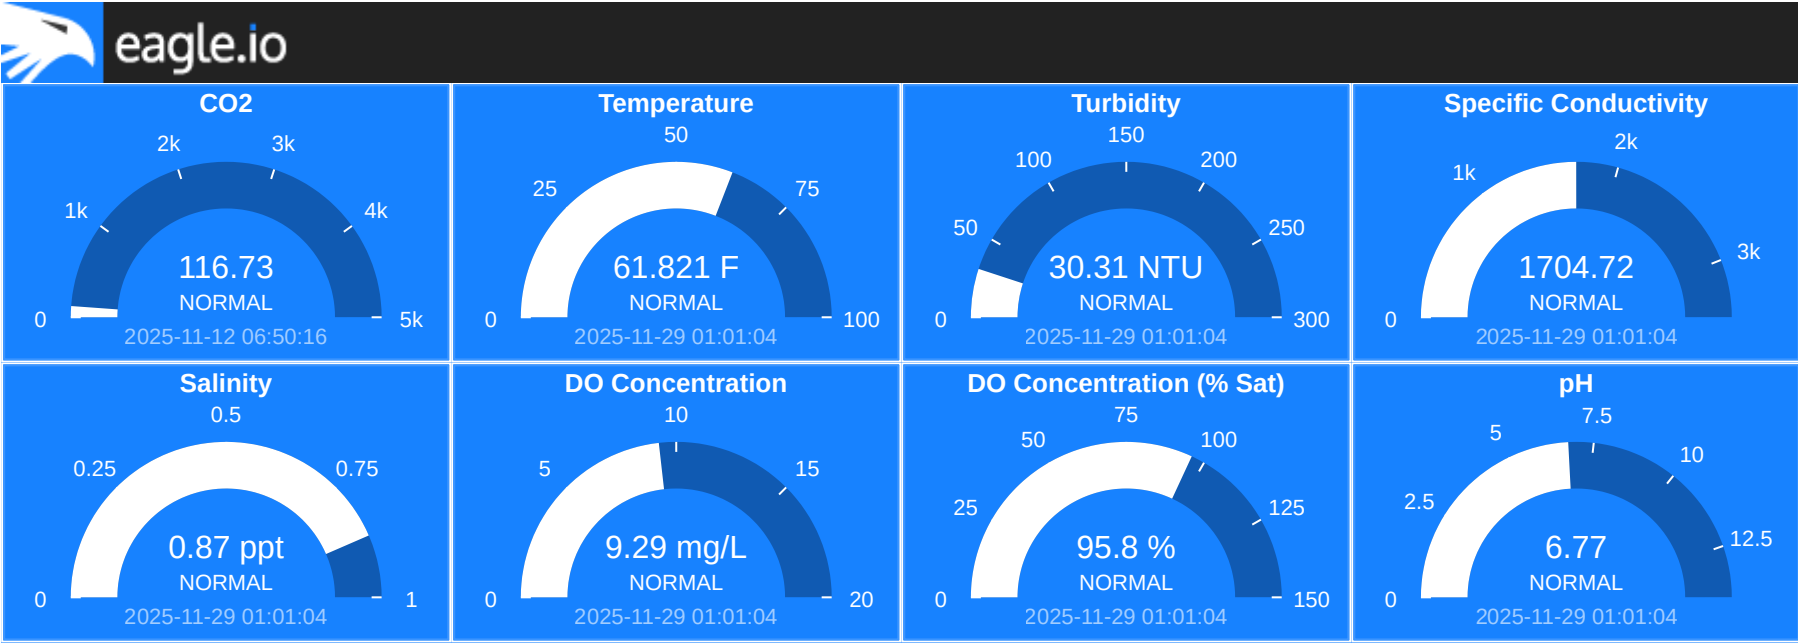 eagle.io
CO2
2k 3k
1k 4k
116.73
NORMAL
0 5k
2025-11-12 06:50:16
Temperature
50
25 75
61.821 F
NORMAL
0 100
2025-11-29 01:01:04
Turbidity
150
100 200
50 250
30.31 NTU
NORMAL
0 300
2025-11-29 01:01:04
Specific Conductivity
2k
1k
3k
1704.72
NORMAL
0
2025-11-29 01:01:04
Salinity
0.5
0.25 0.75
0.87 ppt
NORMAL
0 1
2025-11-29 01:01:04
DO Concentration
10
5 15
9.29 mg/L
NORMAL
0 20
2025-11-29 01:01:04
DO Concentration (% Sat)
75
50 100
25 125
95.8 %
NORMAL
0 150
2025-11-29 01:01:04
pH
7.5
5
10
2.5
12.5
6.77
NORMAL
0
2025-11-29 01:01:04